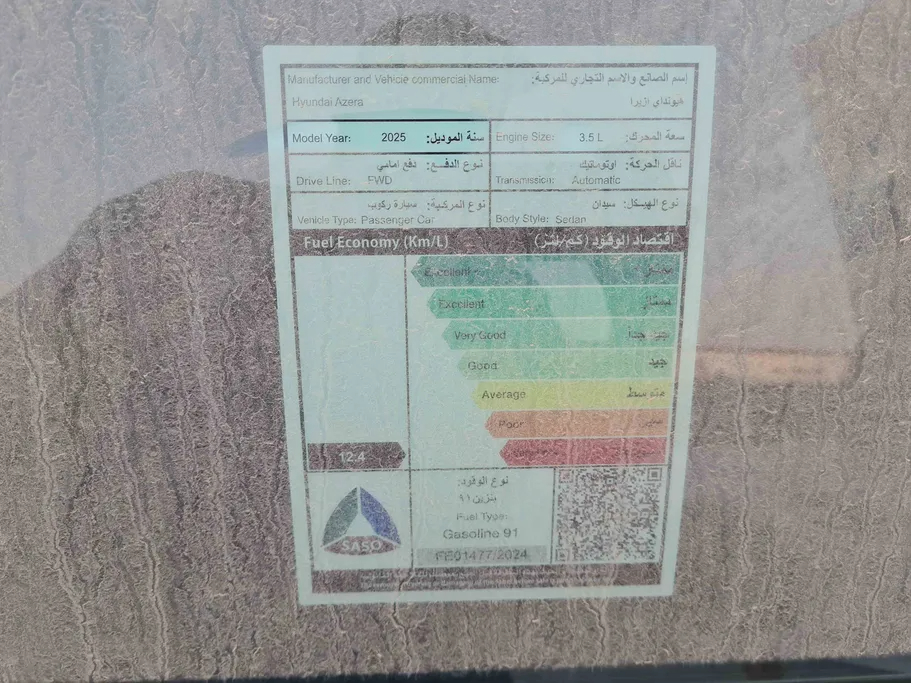 Manufacturer and Vehicle commercial Name: إسم الصانع والاسم التجاري للمركبة:
Hyundai Azera هيونداي ازيرا
Model Year: 2025 سنة الموديل:
Engine Size: 3.5 L سعة المحرك:
نوع الدفع: دفع امامي
Drive Line: FWD
ناقل الحركة: اوتوماتيك
Transmission: Automatic
نوع المركبة: سيارة ركوب
Vehicle Type: Passenger Car
نوع الهيكل: سيدان
Body Style: Sedan
Fuel Economy (Km/L) اقتصاد الوقود (كم/لتر)
Excellent
Excellent ممتاز
Very Good جيد جداً
Good جيد
Average متوسط
Poor
12.4
نوع الوقود:
بنزين ٩١
Fuel Type:
Gasoline 91
FE01477/2024
SASO